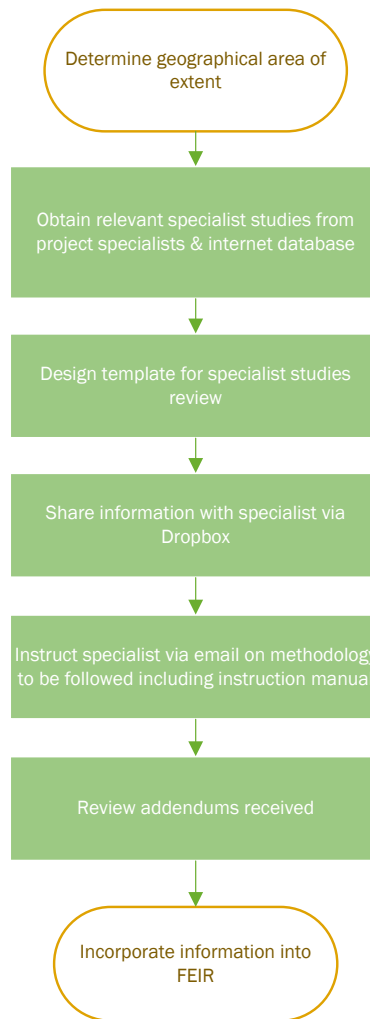 Determine geographical area of
extent
Obtain relevant specialist studies from
project specialists & internet database
Design template for specialist studies
review
Share information with specialist via
Dropbox
Instruct specialist via email on methodology
to be followed including instruction manual
Review addendums received
Incorporate information into
FEIR